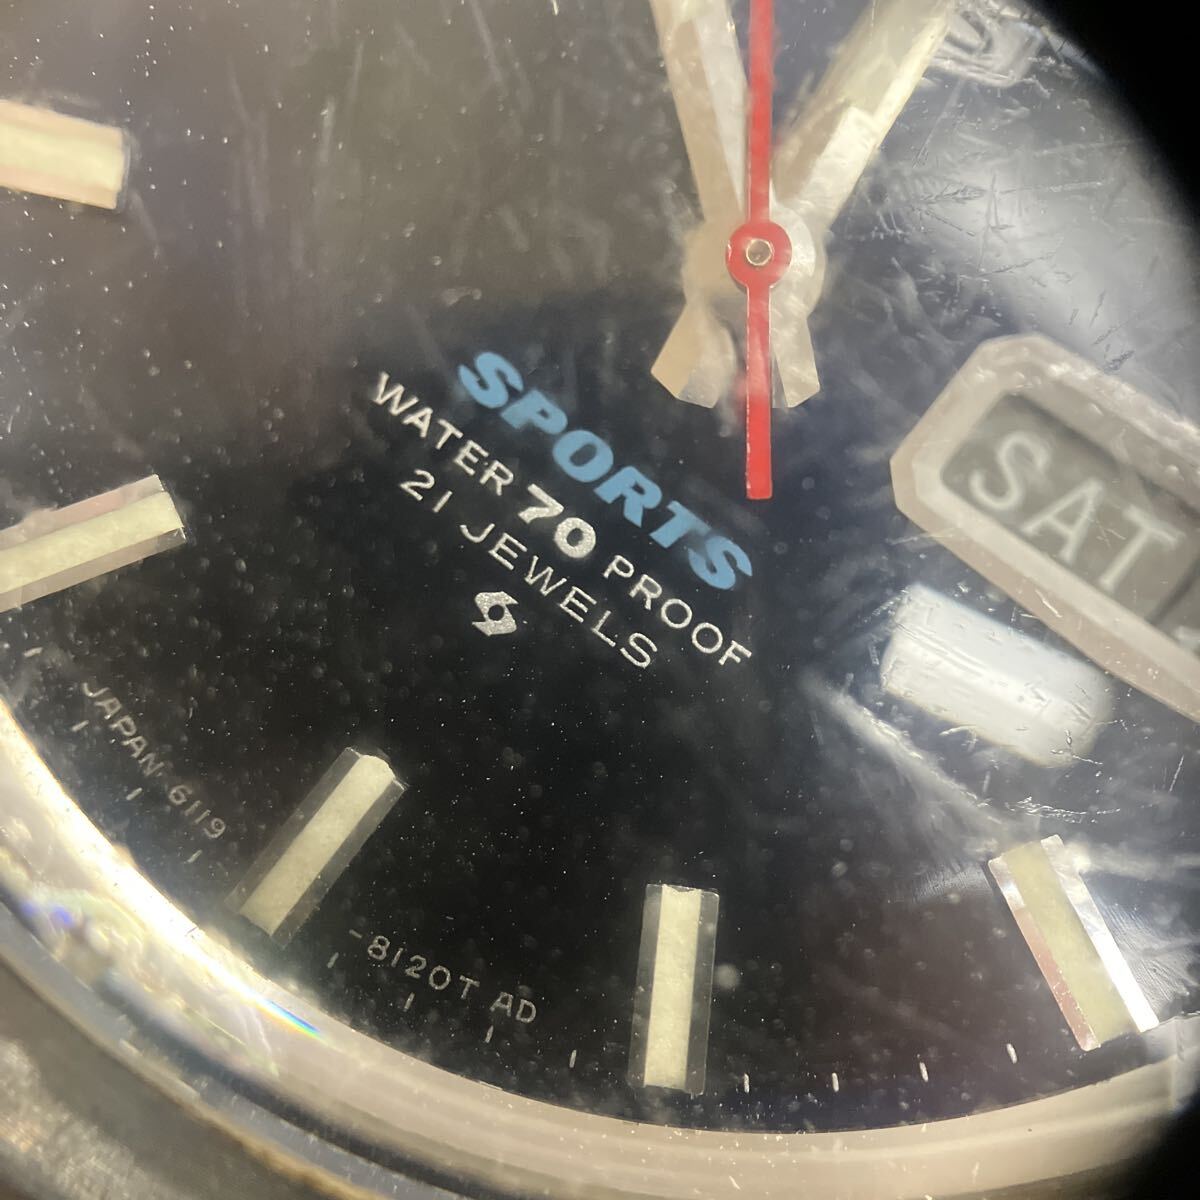 SPORTS
WATER 70 PROOF
21 JEWELS
SAT
JAPAN-6119
-8120T AD